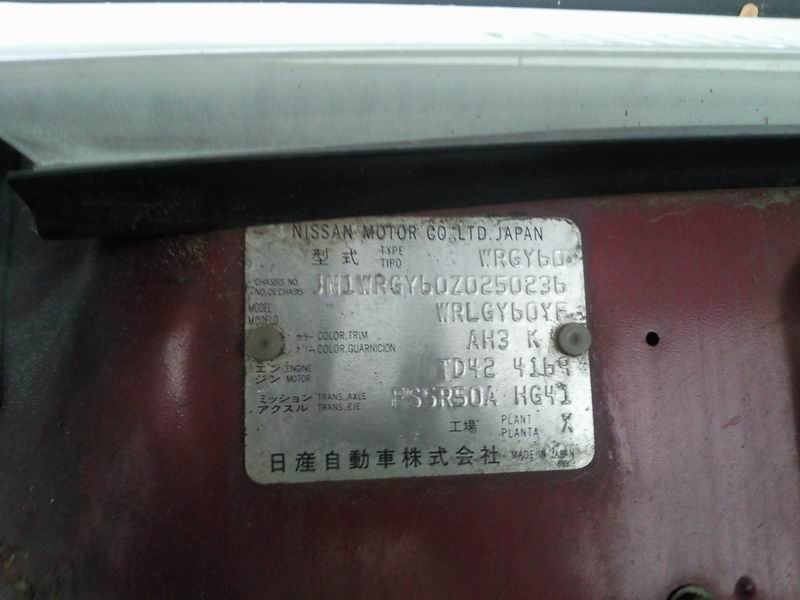 NISSAN MOTOR CO.,LTD.JAPAN
型式 TYPE TIPO WRGY60
CHASSIS NO. NO.DE CHASIS JN1WRGY60Z0250236
MODEL MODELO WRLGY60YF
カラー COLOR,TRIM AH3 K
トリム COLOR,GUARNICION
エンジン ENGINE MOTOR TD42 4169
ミッション TRANS.,AXLE FS5R50A HG41
アクスル TRANS.,EJE
工場 PLANT PLANTA X
日産自動車株式会社 MADE IN JAPAN